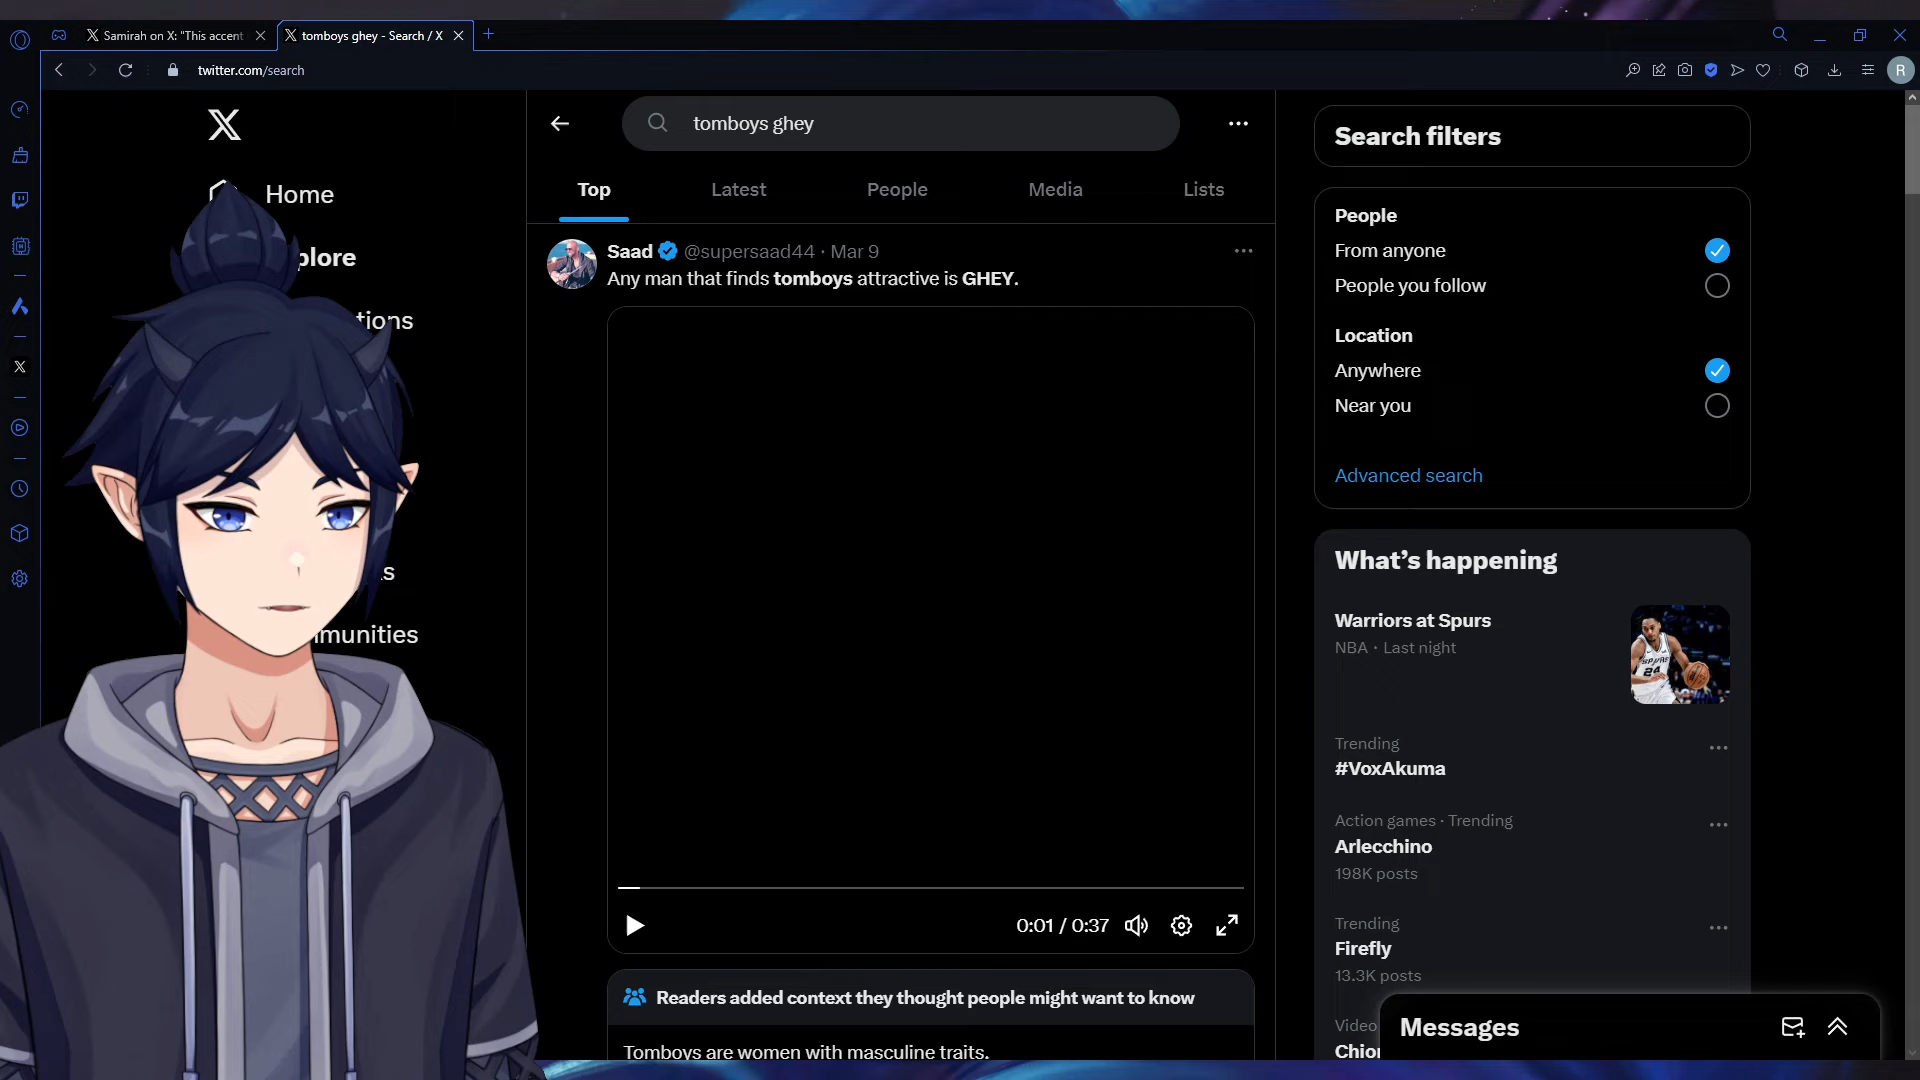 Samirah on X: "This accent
tomboys ghey - Search / X
twitter.com/search
R
Home
plore
tions
munities
tomboys ghey
Top
Latest
People
Media
Lists
Saad @supersaad44 · Mar 9
Any man that finds tomboys attractive is GHEY.
0:01 / 0:37
Readers added context they thought people might want to know
Tomboys are women with masculine traits.
Search filters
People
From anyone
People you follow
Location
Anywhere
Near you
Advanced search
What's happening
Warriors at Spurs
NBA · Last night
SPURS
24
Trending
#VoxAkuma
Action games · Trending
Arlecchino
198K posts
Trending
Firefly
13.3K posts
Video
Chior
Messages